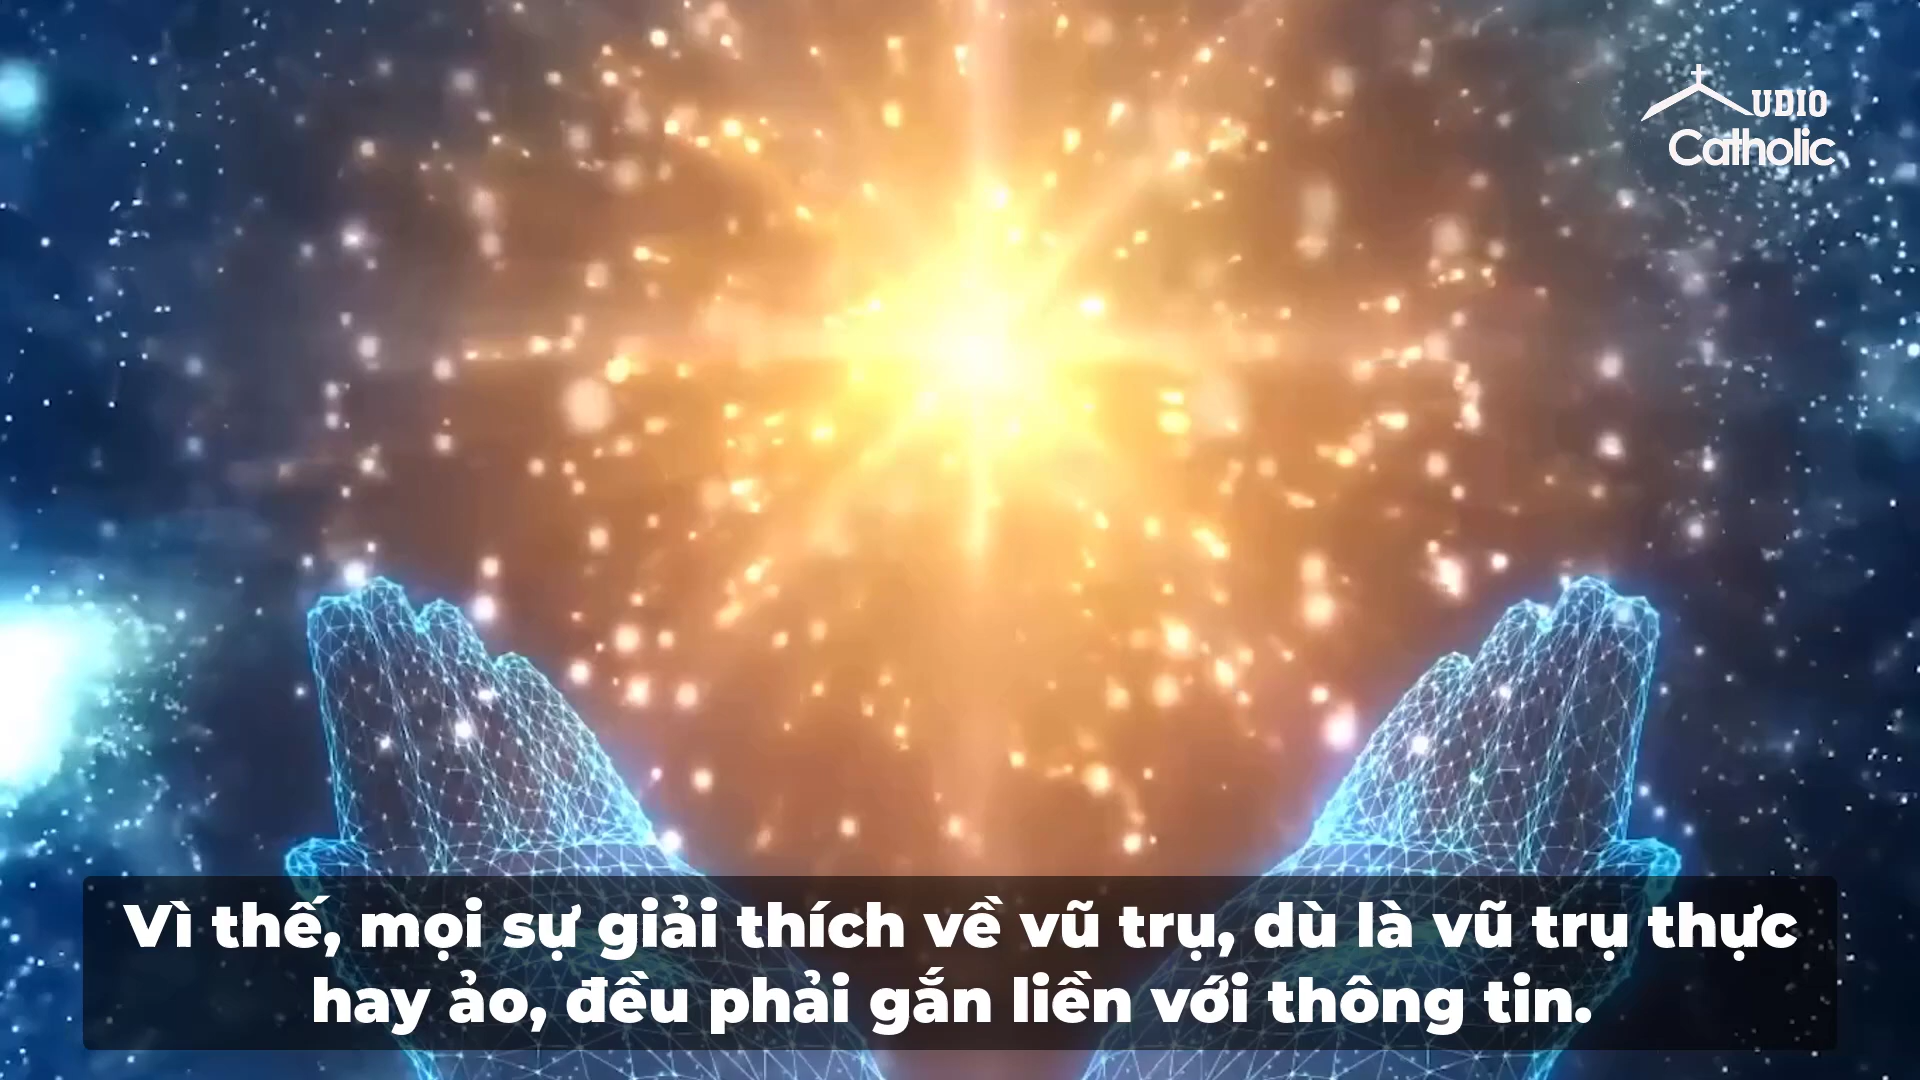 UDIO
Catholic
Vì thế, mọi sự giải thích về vũ trụ, dù là vũ trụ thực
hay ảo, đều phải gắn liền với thông tin.